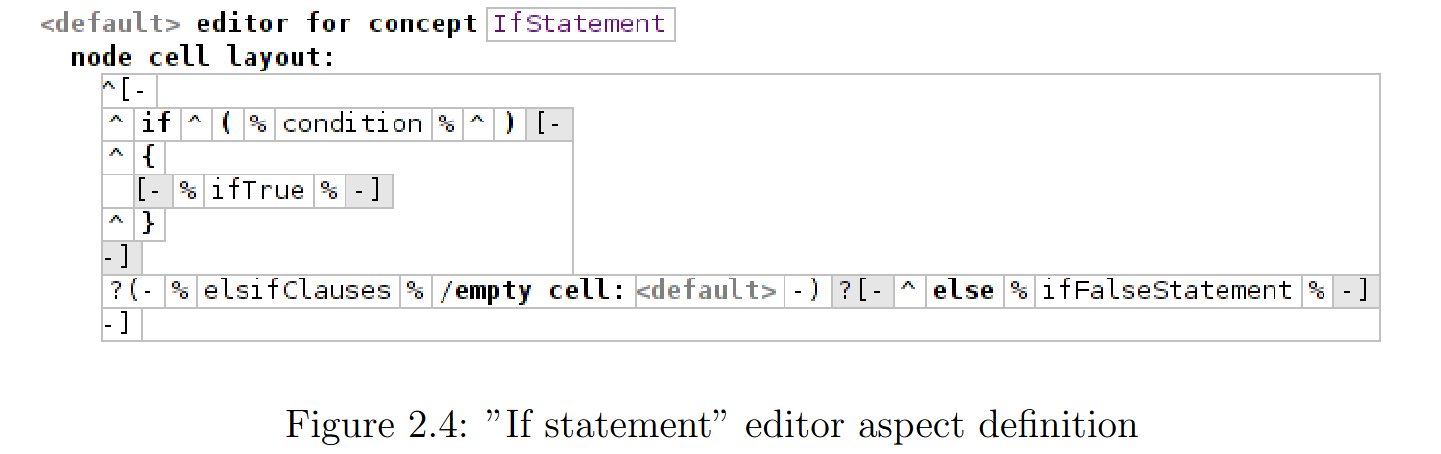 <default> editor for concept IfStatement
node cell layout:
^[-
^ if ^ ( % condition % ^ ) [-
^ {
[- % ifTrue % -]
^ }
-]
?(- % elsifClauses % /empty cell: <default> -) ?[- ^ else % ifFalseStatement % -]
-]
Figure 2.4: ”If statement” editor aspect definition